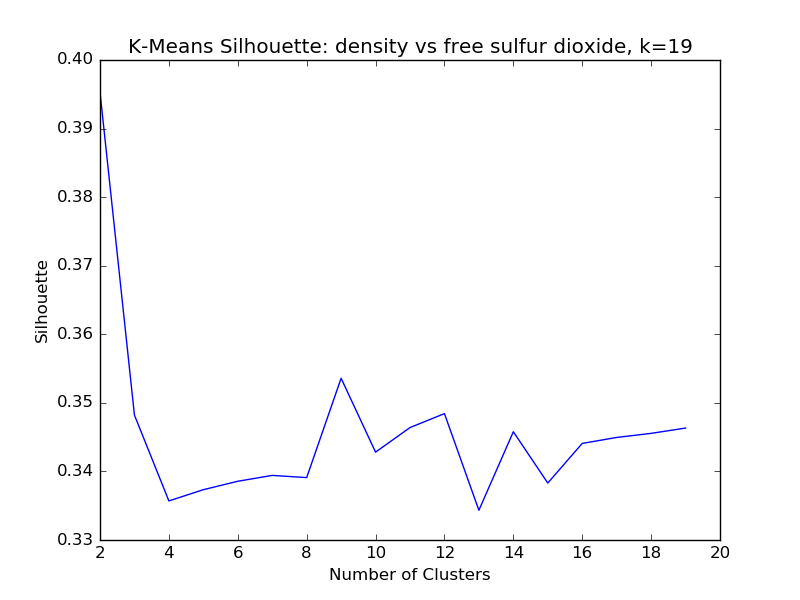 K-Means Silhouette: density vs free sulfur dioxide, k=19
0.40
0.39
0.38
0.37
0.36
0.35
0.34
0.33
Silhouette
2 4 6 8 10 12 14 16 18 20
Number of Clusters